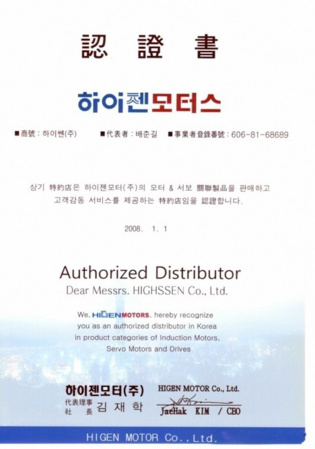 認 證 書
하이젠모터스
■商號 : 하이쎈(주) ■代表者 : 배준길 ■事業者登錄番號 : 606-81-68689
상기 特約店은 하이젠모터(주)의 모터 & 서보 關聯製品을 판매하고
고객감동 서비스를 제공하는 特約店임을 認證합니다.
2008. 1. 1
Authorized Distributor
Dear Messrs. HIGHSSEN Co., Ltd.
We, HIGEN MOTORS, hereby recognize
you as an authorized distributor in Korea
in product categories of Induction Motors,
Servo Motors and Drives
하이젠모터(주) HIGEN MOTOR Co., Ltd.
代表理事
社 長 김 재 학 JaeHak KIM / CEO
HIGEN MOTOR Co., Ltd.